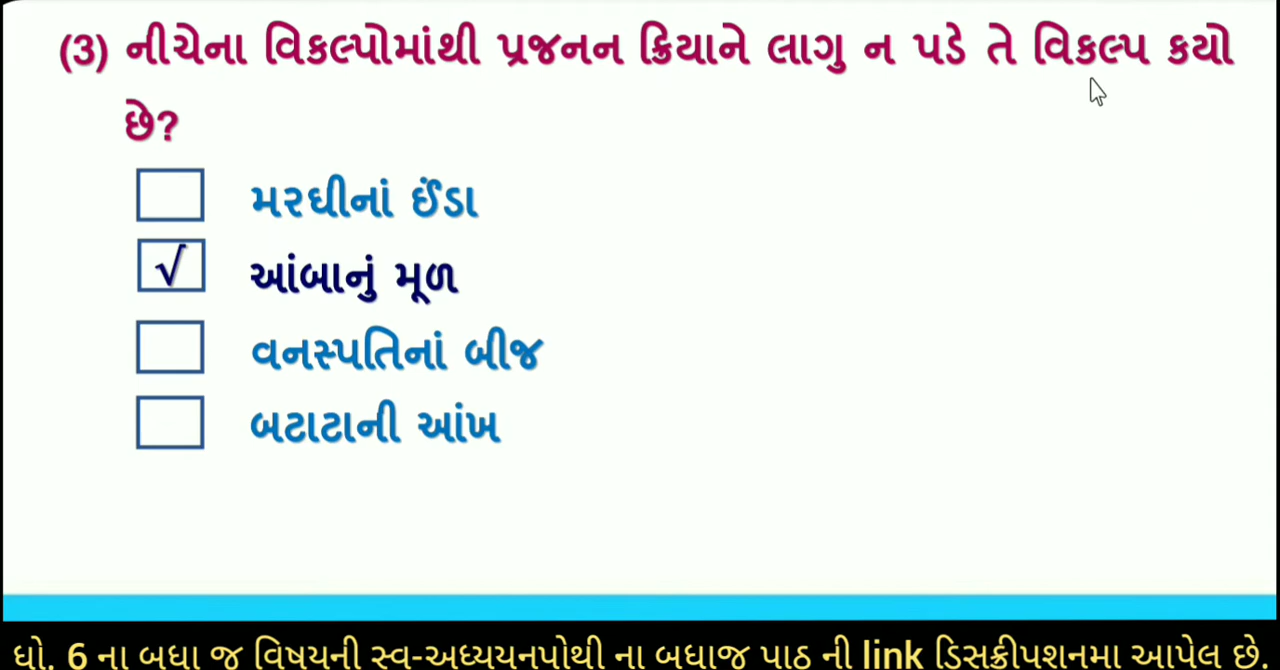 (3) નીચેના વિકલ્પોમાંથી પ્રજનન ક્રિયાને લાગુ ન પડે તે વિકલ્પ કયો
છે?
મરઘીનાં ઈંડા
√ આંબાનું મૂળ
વનસ્પતિનાં બીજ
બટાટાની આંખ
ધો. 6 ના બધા જ વિષયની સ્વ-અધ્યયનપોથી ના બધાજ પાઠ ની link ડિસક્રીપશનમા આપેલ છે.